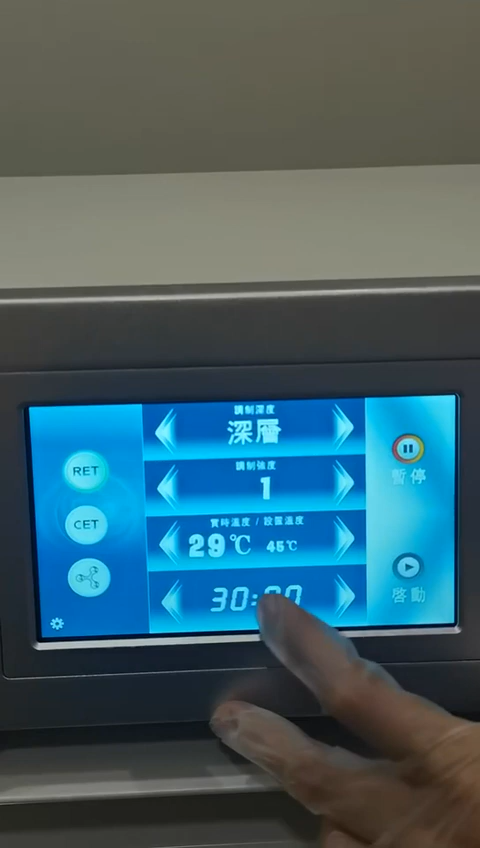 RET
CET
調制深度
深層
調制強度
1
實時溫度 / 設置溫度
29℃ 45℃
30:00
暫停
啓動